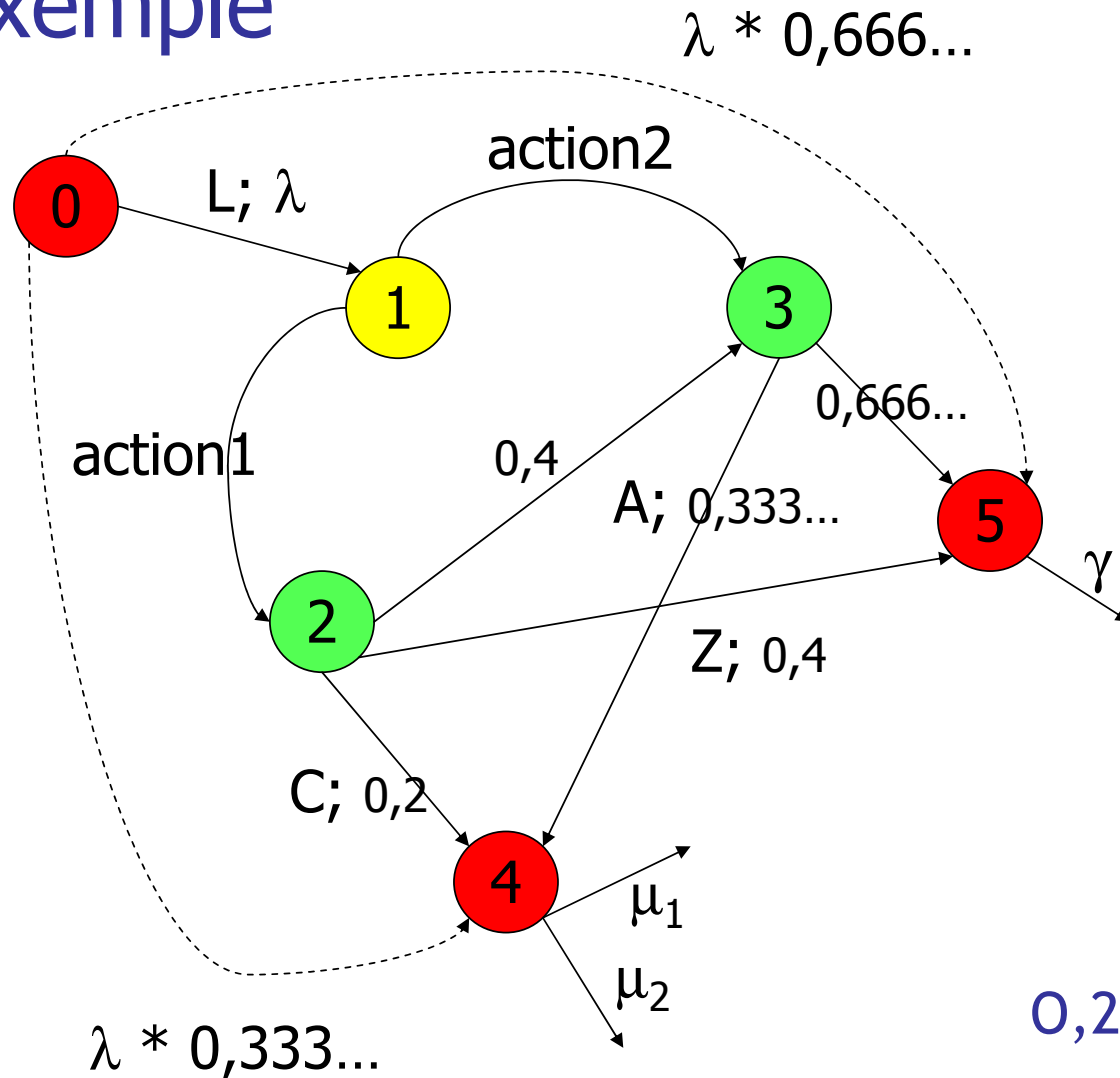 xemple
λ * 0,666...
action2
0
L; λ
1
3
0,666...
action1
0,4
A; 0,333...
5
γ
2
Z; 0,4
C; 0,2
4
μ1
μ2
0,2
λ * 0,333...